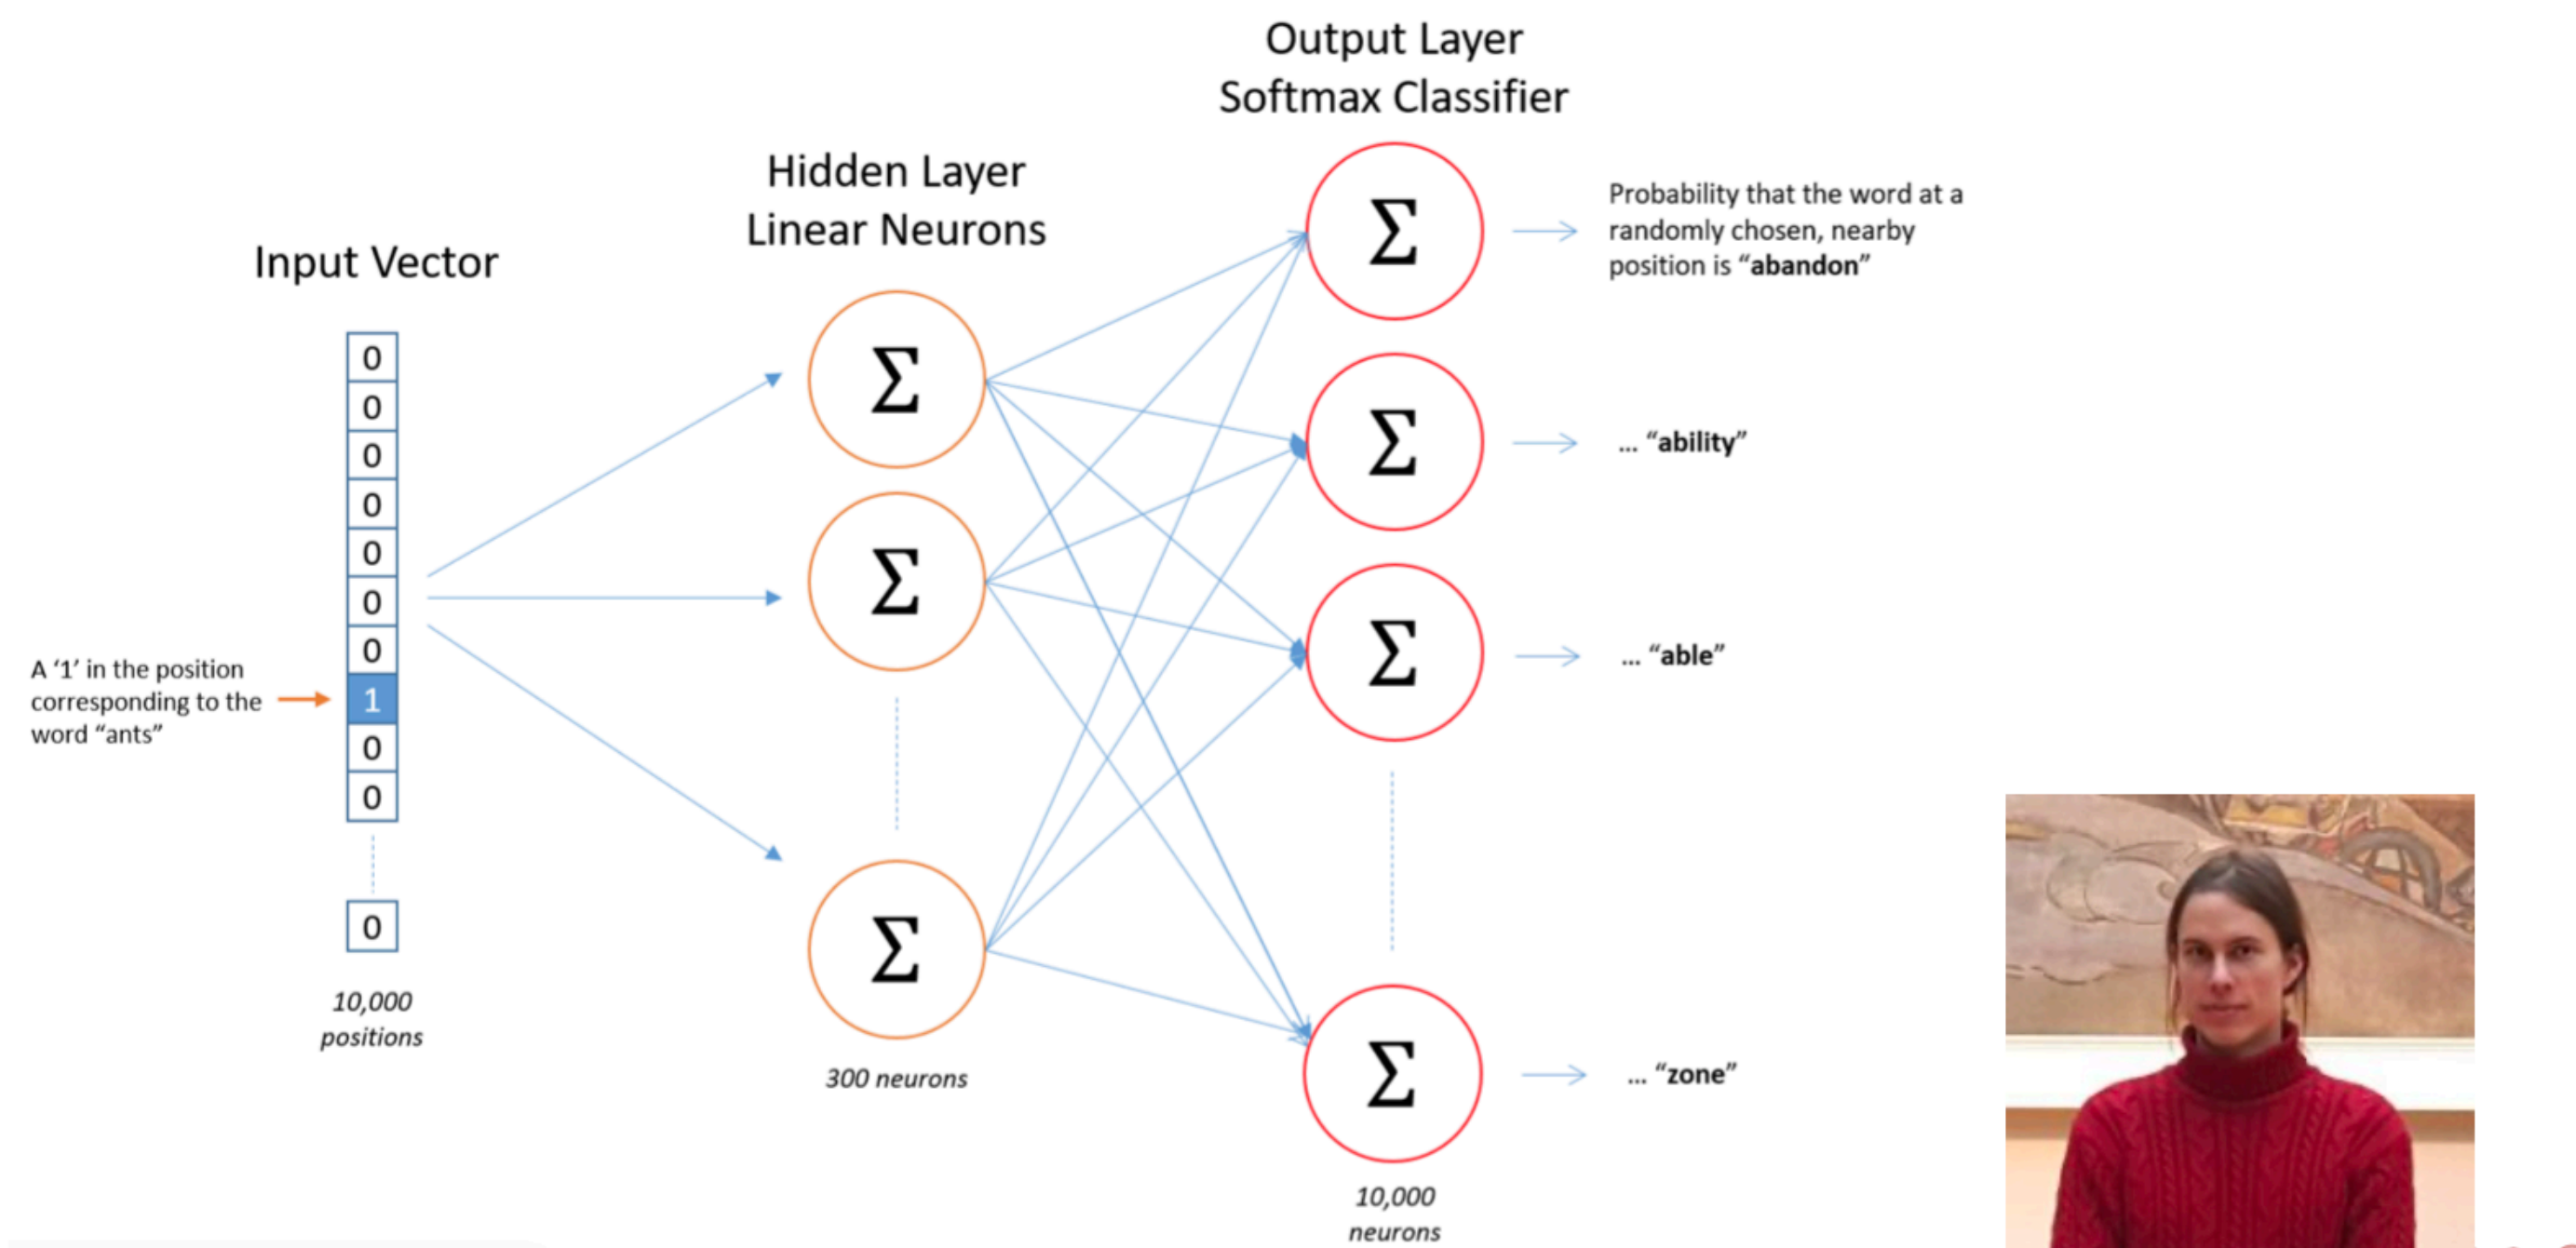 Output Layer
Softmax Classifier
Hidden Layer
Linear Neurons
Input Vector
0
0
0
0
0
0
0
1
0
0
0
A ‘1’ in the position
corresponding to the
word “ants”
10,000
positions
Σ
Σ
Σ
300 neurons
Σ
Σ
Σ
Σ
10,000
neurons
Probability that the word at a
randomly chosen, nearby
position is “abandon”
... “ability”
... “able”
... “zone”